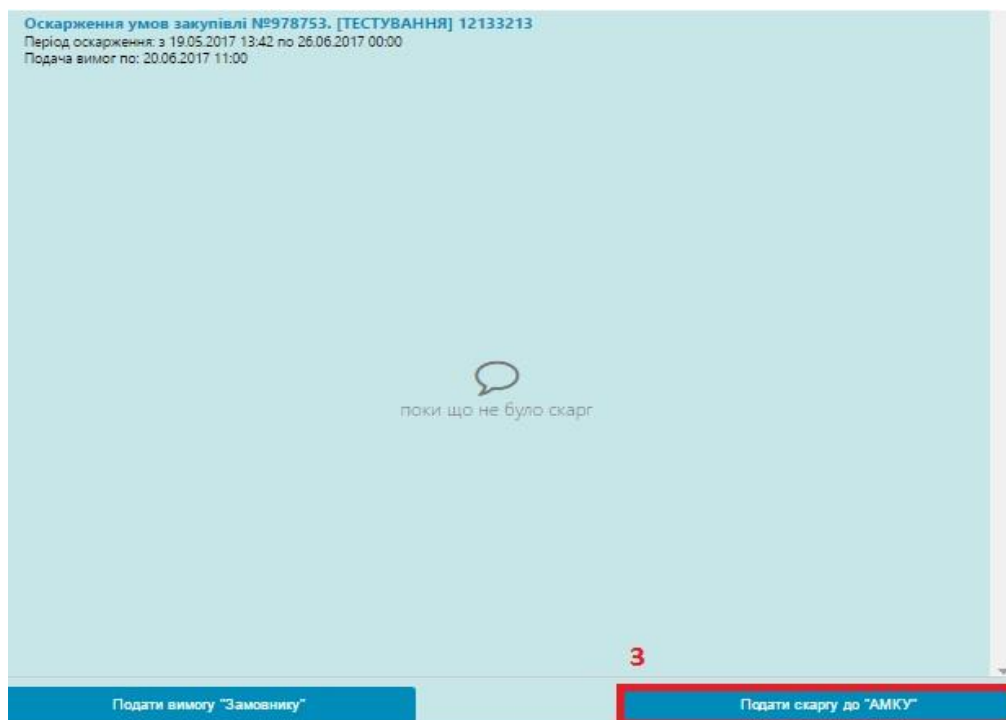 Оскарження умов закупівлі №978753. [ТЕСТУВАННЯ] 12133213
Період оскарження: з 19.05.2017 13:42 по 26.06.2017 00:00
Подача вимог по: 20.06.2017 11:00
поки що не було скарг
3
Подати вимогу "Замовнику"
Подати скаргу до "АМКУ"